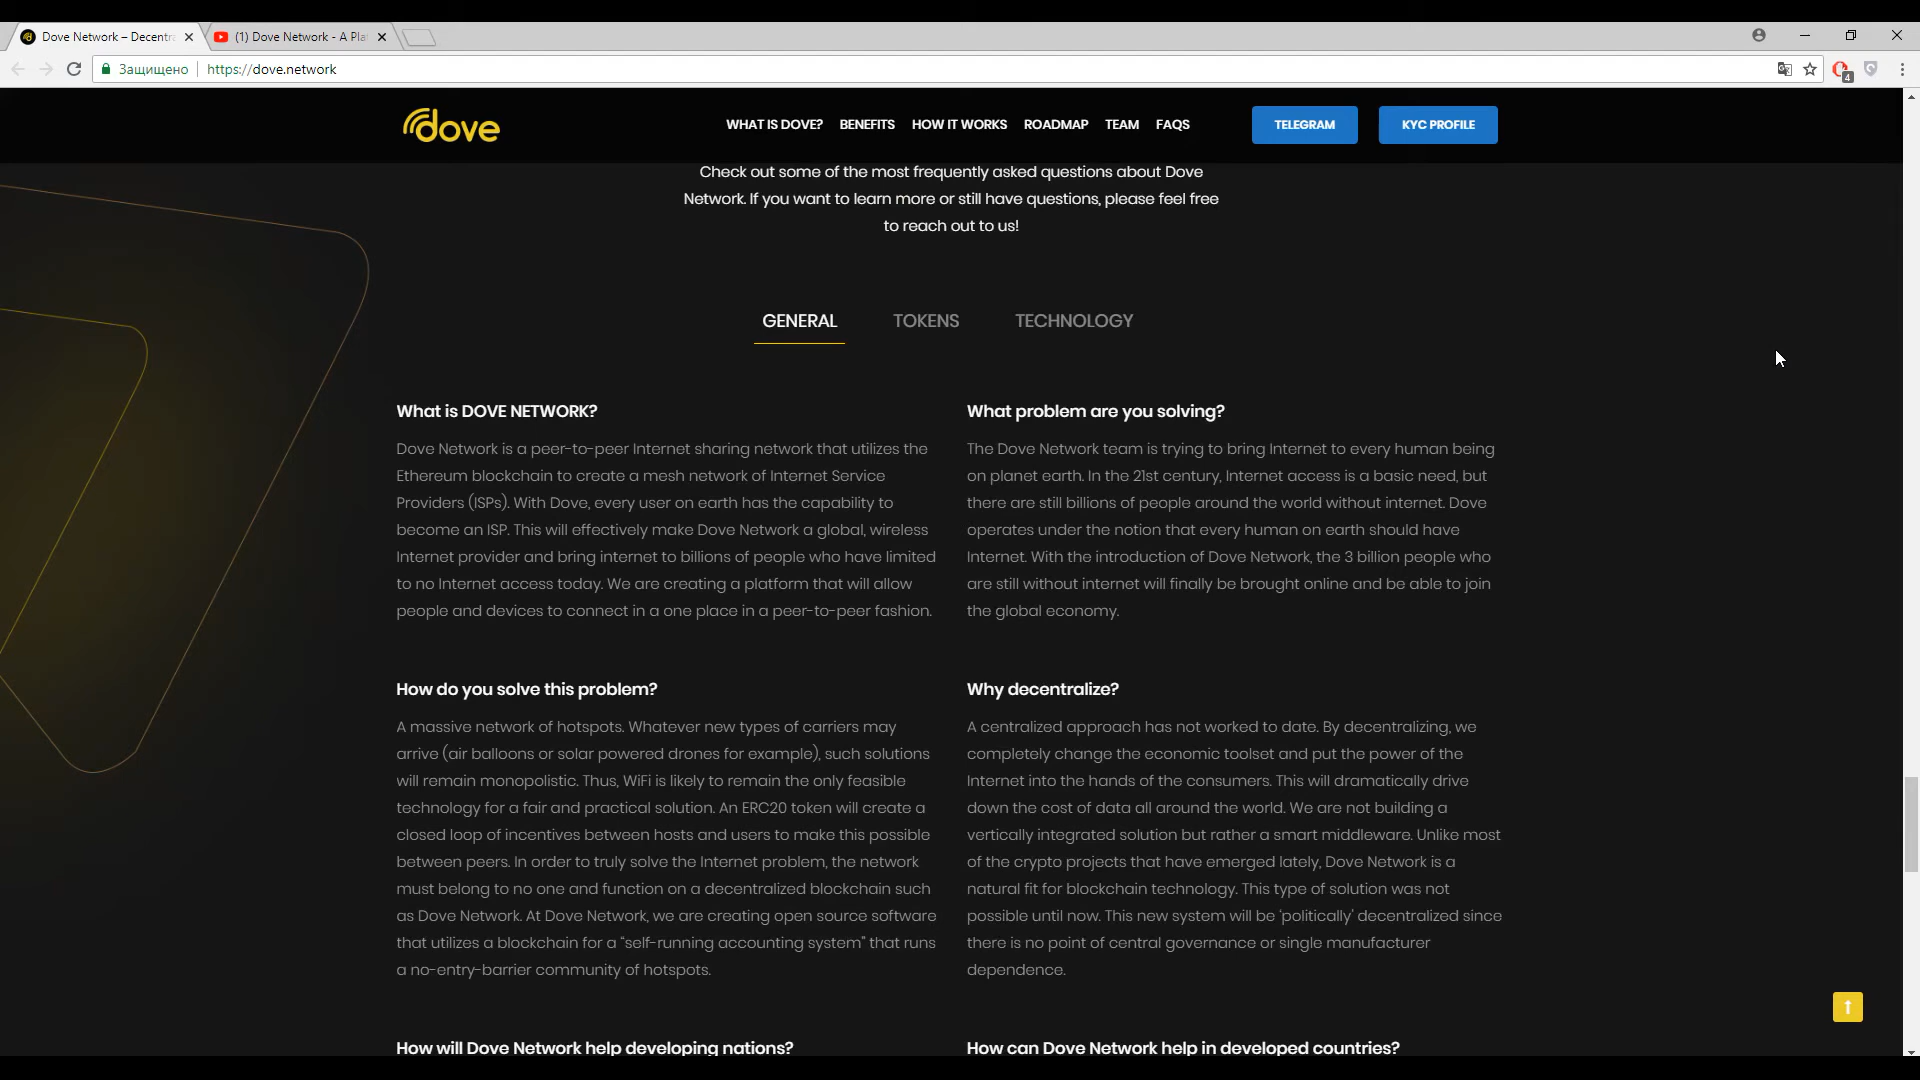 Dove Network – Decentr
(1) Dove Network - A Pla
Защищено
https://dove.network
4
dove
WHAT IS DOVE?
BENEFITS
HOW IT WORKS
ROADMAP
TEAM
FAQS
TELEGRAM
KYC PROFILE
Check out some of the most frequently asked questions about Dove
Network. If you want to learn more or still have questions, please feel free
to reach out to us!
GENERAL
TOKENS
TECHNOLOGY
What is DOVE NETWORK?
Dove Network is a peer-to-peer Internet sharing network that utilizes the
Ethereum blockchain to create a mesh network of Internet Service
Providers (ISPs). With Dove, every user on earth has the capability to
become an ISP. This will effectively make Dove Network a global, wireless
Internet provider and bring internet to billions of people who have limited
to no Internet access today. We are creating a platform that will allow
people and devices to connect in a one place in a peer-to-peer fashion.
What problem are you solving?
The Dove Network team is trying to bring Internet to every human being
on planet earth. In the 21st century, Internet access is a basic need, but
there are still billions of people around the world without internet. Dove
operates under the notion that every human on earth should have
Internet. With the introduction of Dove Network, the 3 billion people who
are still without internet will finally be brought online and be able to join
the global economy.
How do you solve this problem?
A massive network of hotspots. Whatever new types of carriers may
arrive (air balloons or solar powered drones for example), such solutions
will remain monopolistic. Thus, WiFi is likely to remain the only feasible
technology for a fair and practical solution. An ERC20 token will create a
closed loop of incentives between hosts and users to make this possible
between peers. In order to truly solve the Internet problem, the network
must belong to no one and function on a decentralized blockchain such
as Dove Network. At Dove Network, we are creating open source software
that utilizes a blockchain for a “self-running accounting system” that runs
a no-entry-barrier community of hotspots.
Why decentralize?
A centralized approach has not worked to date. By decentralizing, we
completely change the economic toolset and put the power of the
Internet into the hands of the consumers. This will dramatically drive
down the cost of data all around the world. We are not building a
vertically integrated solution but rather a smart middleware. Unlike most
of the crypto projects that have emerged lately, Dove Network is a
natural fit for blockchain technology. This type of solution was not
possible until now. This new system will be ‘politically’ decentralized since
there is no point of central governance or single manufacturer
dependence.
How will Dove Network help developing nations?
How can Dove Network help in developed countries?